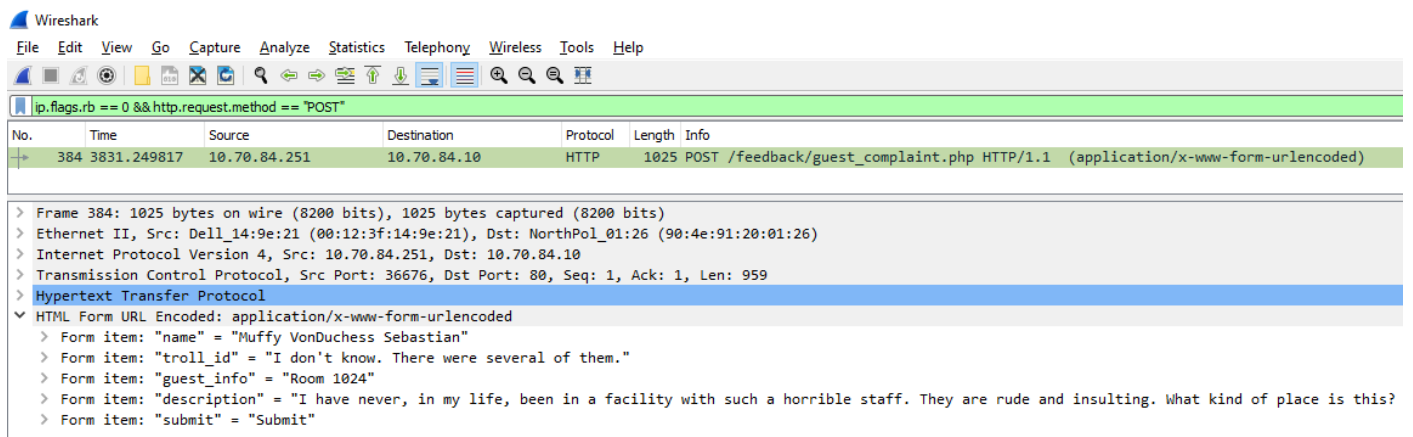 Wireshark
File Edit View Go Capture Analyze Statistics Telephony Wireless Tools Help
ip.flags.rb == 0 && http.request.method == "POST"
No. Time Source Destination Protocol Length Info
384 3831.249817 10.70.84.251 10.70.84.10 HTTP 1025 POST /feedback/guest_complaint.php HTTP/1.1 (application/x-www-form-urlencoded)
> Frame 384: 1025 bytes on wire (8200 bits), 1025 bytes captured (8200 bits)
> Ethernet II, Src: Dell_14:9e:21 (00:12:3f:14:9e:21), Dst: NorthPol_01:26 (90:4e:91:20:01:26)
> Internet Protocol Version 4, Src: 10.70.84.251, Dst: 10.70.84.10
> Transmission Control Protocol, Src Port: 36676, Dst Port: 80, Seq: 1, Ack: 1, Len: 959
> Hypertext Transfer Protocol
HTML Form URL Encoded: application/x-www-form-urlencoded
> Form item: "name" = "Muffy VonDuchess Sebastian"
> Form item: "troll_id" = "I don't know. There were several of them."
> Form item: "guest_info" = "Room 1024"
> Form item: "description" = "I have never, in my life, been in a facility with such a horrible staff. They are rude and insulting. What kind of place is this?
> Form item: "submit" = "Submit"